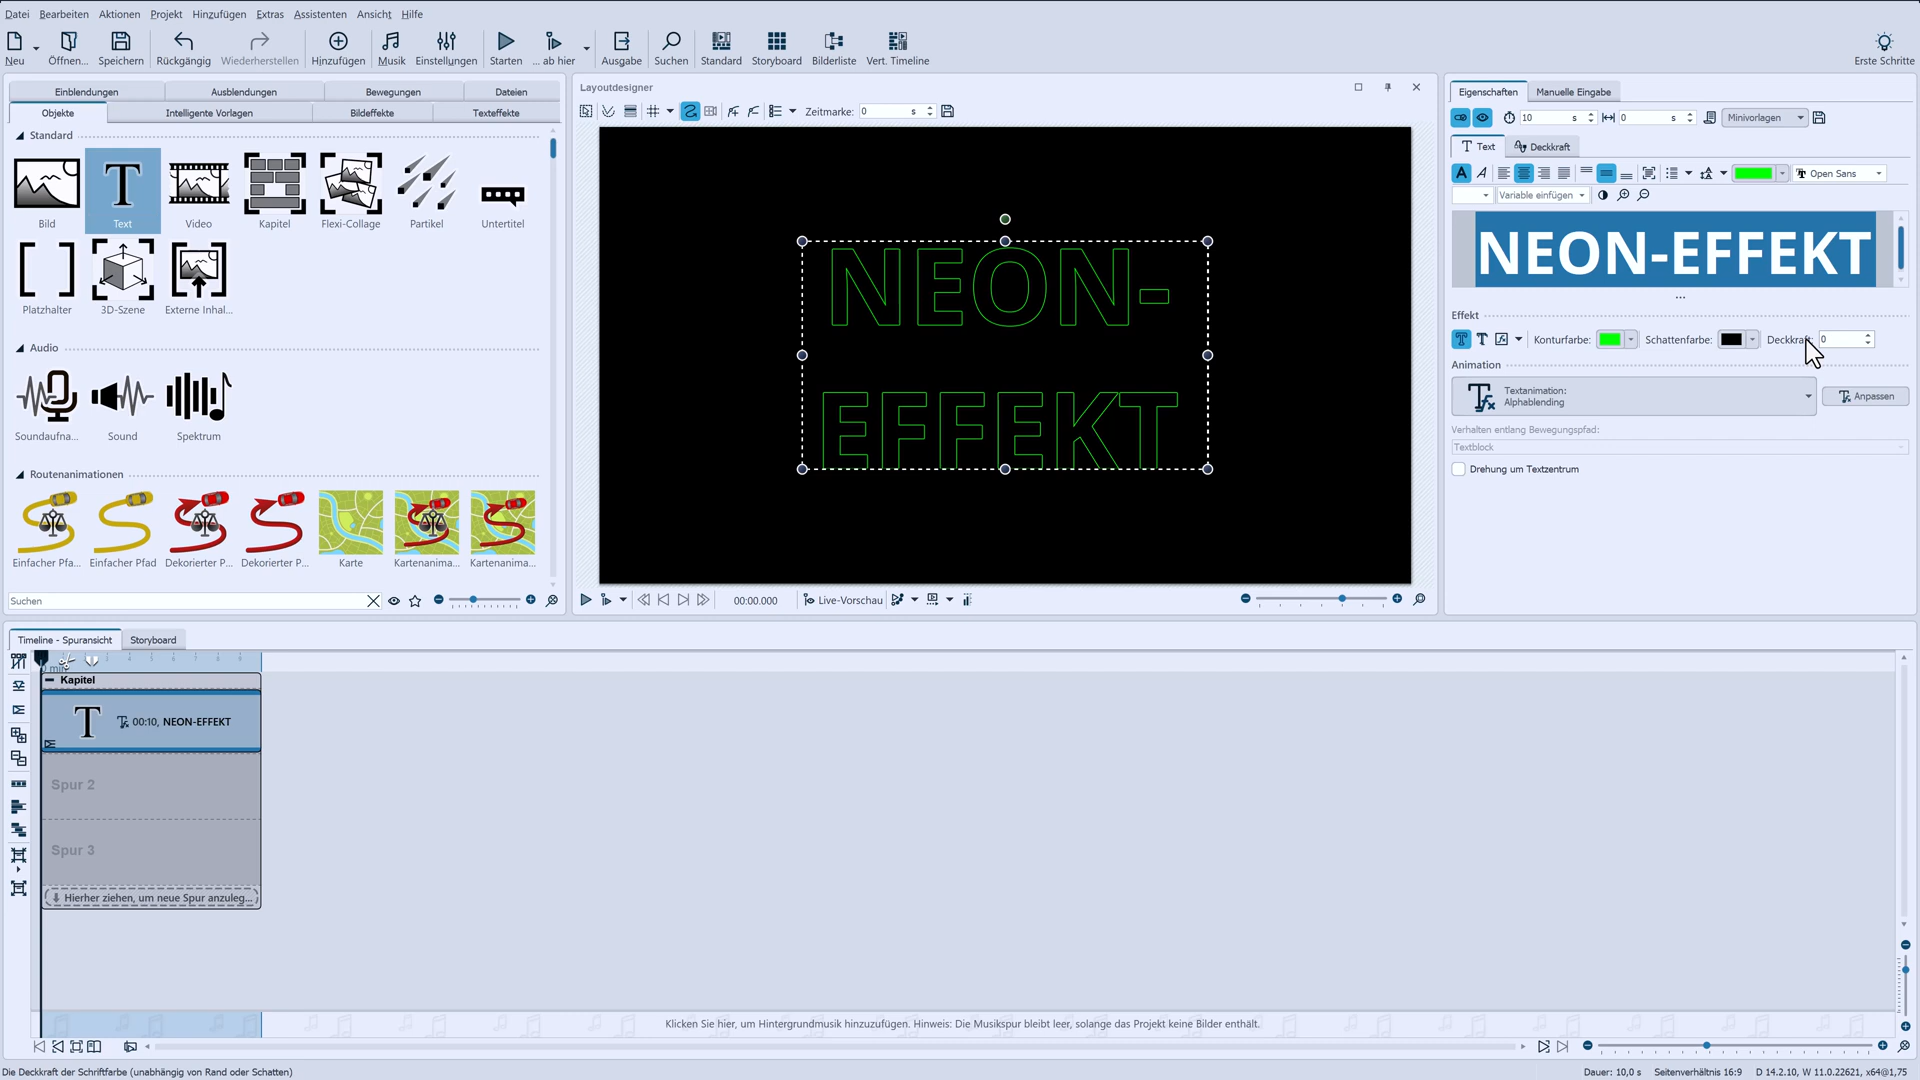 Datei Bearbeiten Aktionen Projekt Hinzufügen Extras Assistenten Ansicht Hilfe
Neu Öffnen... Speichern Rückgängig Wiederherstellen Hinzufügen Musik Einstellungen Starten ... ab hier Ausgabe Suchen Standard Storyboard Bilderliste Vert. Timeline Erste Schritte
Einblendungen Ausblendungen Bewegungen Dateien
Objekte Intelligente Vorlagen Bildeffekte Texteffekte
Standard
Bild Text Video Kapitel Flexi-Collage Partikel Untertitel
Platzhalter 3D-Szene Externe Inhal...
Audio
Soundaufna... Sound Spektrum
Routenanimationen
Einfacher Pfa... Einfacher Pfad Dekorierter P... Dekorierter P... Karte Kartenanima... Kartenanima...
Suchen
Layoutdesigner
Zeitmarke: 0 s
NEON-
EFFEKT
00:00.000 Live-Vorschau
Eigenschaften Manuelle Eingabe
10 s 0 s Minivorlagen
Text Deckkraft
Open Sans
Variable einfügen
NEON-EFFEKT
...
Effekt
Konturfarbe: Schattenfarbe: Deckkraft: 0
Animation
Textanimation:
Alphablending
Anpassen
Verhalten entlang Bewegungspfad:
Textblock
Drehung um Textzentrum
Timeline - Spuransicht Storyboard
Kapitel
00:10, NEON-EFFEKT
Spur 2
Spur 3
Hierher ziehen, um neue Spur anzuleg...
Klicken Sie hier, um Hintergrundmusik hinzuzufügen. Hinweis: Die Musikspur bleibt leer, solange das Projekt keine Bilder enthält.
Die Deckkraft der Schriftfarbe (unabhängig von Rand oder Schatten) Dauer: 10,0 s Seitenverhältnis 16:9 D 14.2.10, W 11.0.22621, x64@1,75